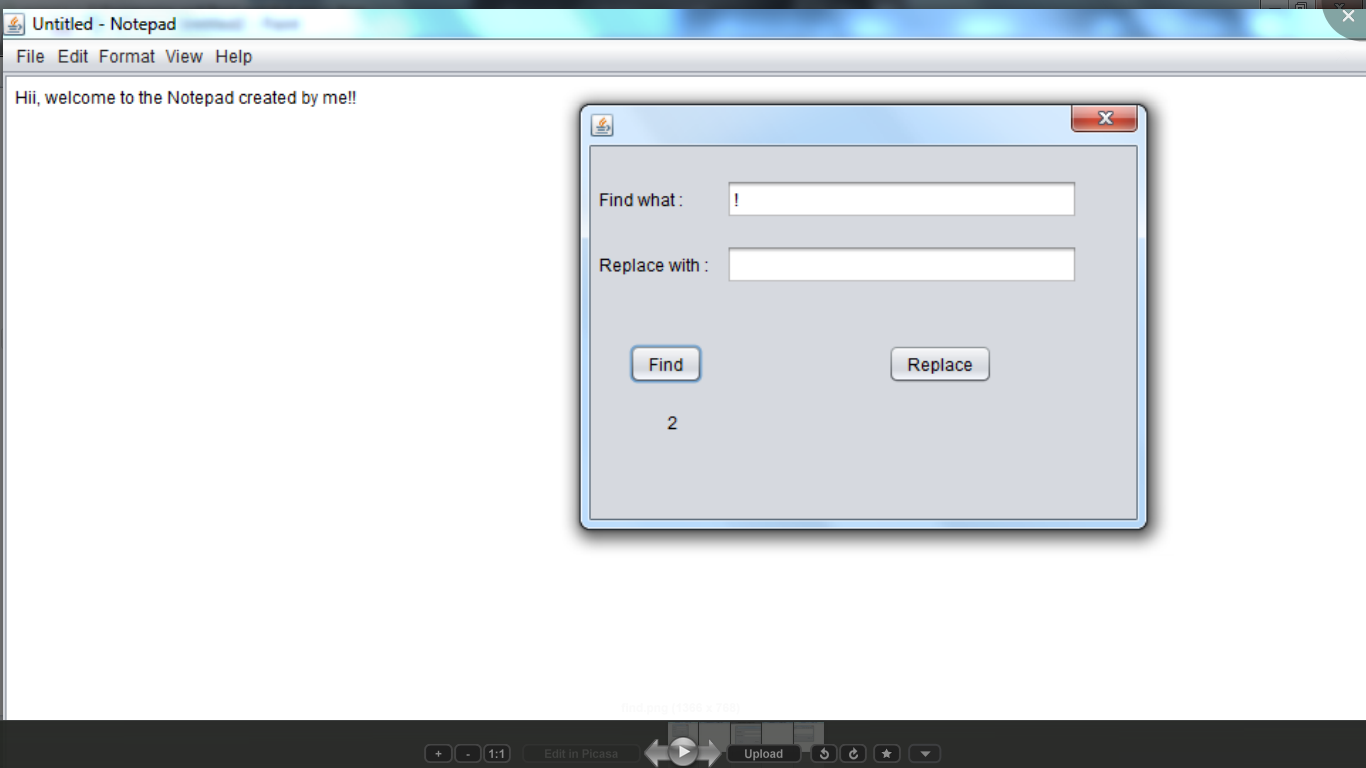 Untitled - Notepad
File Edit Format View Help
Hii, welcome to the Notepad created by me!!
Find what : !
Replace with :
Find Replace
2
+ - 1:1 Edit in Picasa Upload